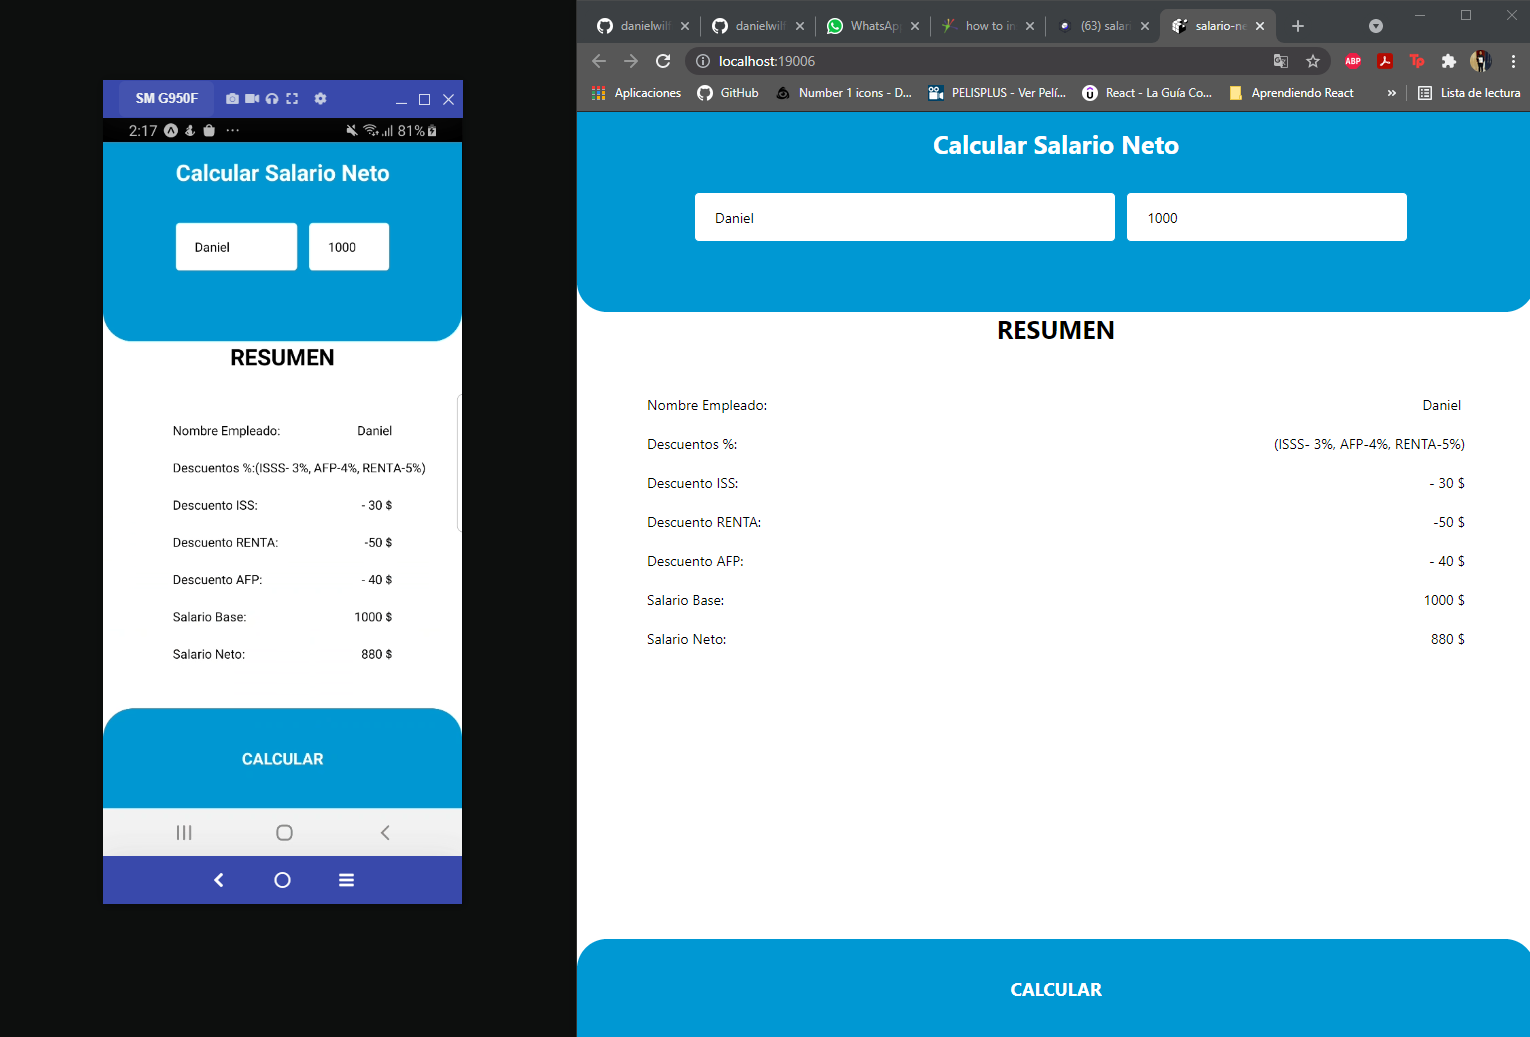 SM G950F
2:17
81%
Calcular Salario Neto
Daniel
1000
RESUMEN
Nombre Empleado: Daniel
Descuentos %:(ISSS- 3%, AFP-4%, RENTA-5%)
Descuento ISS: - 30 $
Descuento RENTA: -50 $
Descuento AFP: - 40 $
Salario Base: 1000 $
Salario Neto: 880 $
CALCULAR
danielwilf
danielwilf
WhatsApp
how to in
(63) salar
salario-ne
localhost:19006
ABP
Tp
Aplicaciones
GitHub
Number 1 icons - D...
PELISPLUS - Ver Pelí...
React - La Guía Co...
Aprendiendo React
»
Lista de lectura
Calcular Salario Neto
Daniel
1000
RESUMEN
Nombre Empleado: Daniel
Descuentos %: (ISSS- 3%, AFP-4%, RENTA-5%)
Descuento ISS: - 30 $
Descuento RENTA: -50 $
Descuento AFP: - 40 $
Salario Base: 1000 $
Salario Neto: 880 $
CALCULAR